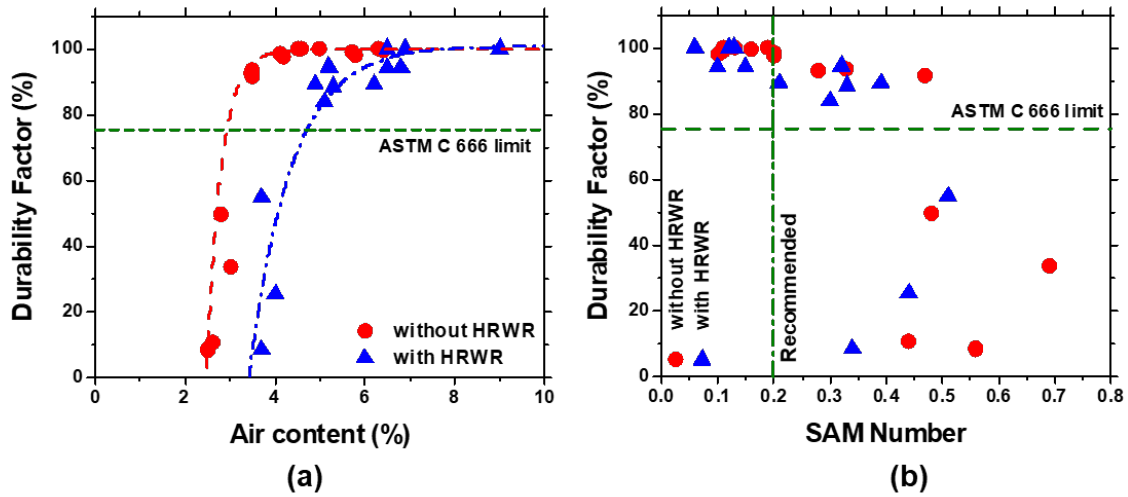 100
80
60
40
20
0
Durability Factor (%)
ASTM C 666 limit
without HRWR
with HRWR
0 2 4 6 8 10
Air content (%)
(a)
100
80
60
40
20
0
Durability Factor (%)
ASTM C 666 limit
without HRWR
with HRWR
Recommended
0.0 0.1 0.2 0.3 0.4 0.5 0.6 0.7 0.8
SAM Number
(b)